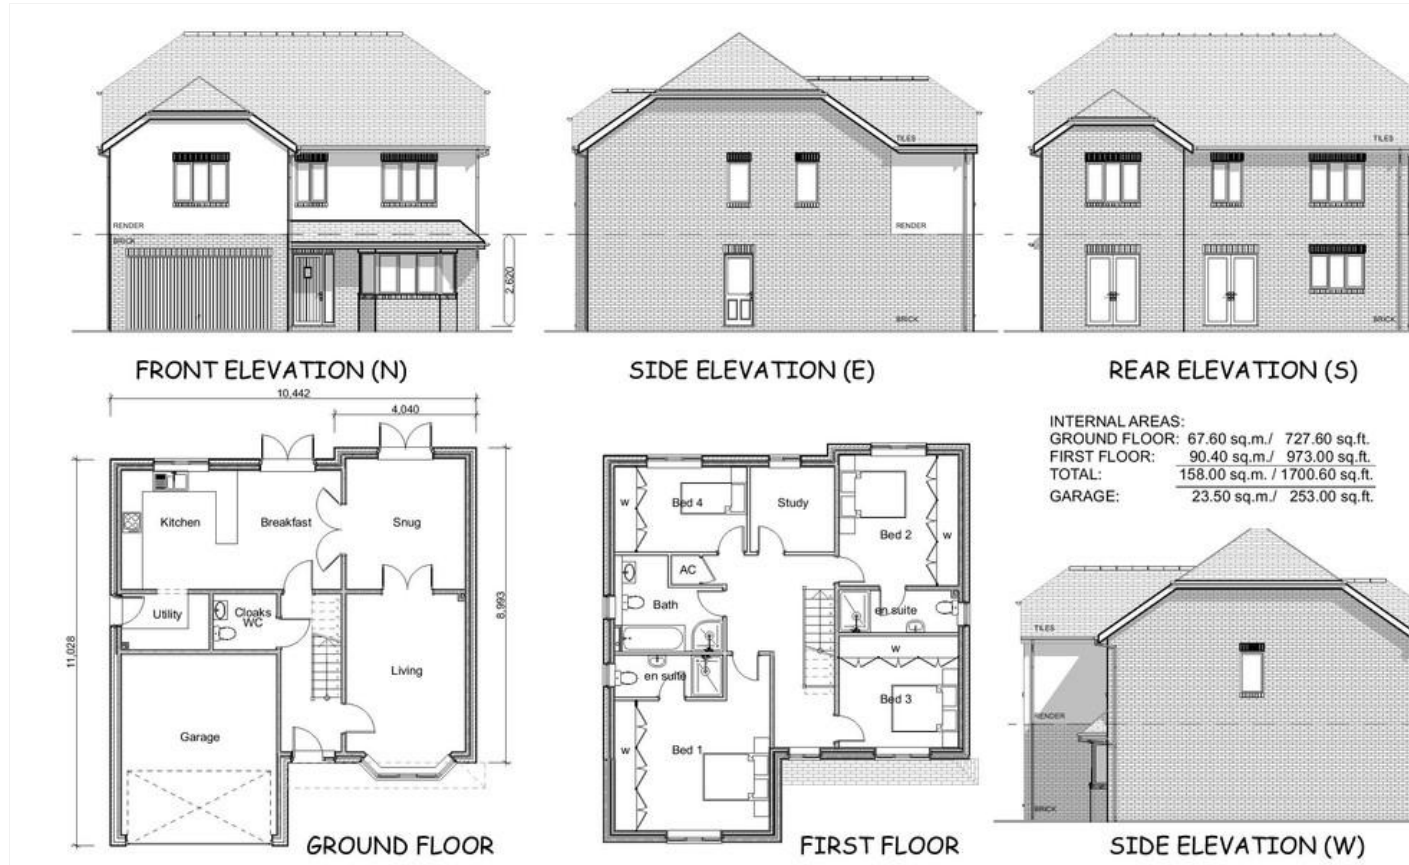 TILES
TILES
RENDER
BRICK
RENDER
2,620
BRICK
BRICK
FRONT ELEVATION (N)
SIDE ELEVATION (E)
REAR ELEVATION (S)
10,442
4,040
INTERNAL AREAS:
GROUND FLOOR: 67.60 sq.m./ 727.60 sq.ft.
FIRST FLOOR: 90.40 sq.m./ 973.00 sq.ft.
TOTAL: 158.00 sq.m. / 1700.60 sq.ft.
GARAGE: 23.50 sq.m./ 253.00 sq.ft.
Kitchen
Breakfast
Snug
Utility
Cloaks
WC
Living
Garage
11,028
8,993
GROUND FLOOR
w
Bed 4
Study
Bed 2
w
AC
Bath
en suite
w
en suite
Bed 3
w
Bed 1
FIRST FLOOR
TILES
RENDER
BRICK
SIDE ELEVATION (W)